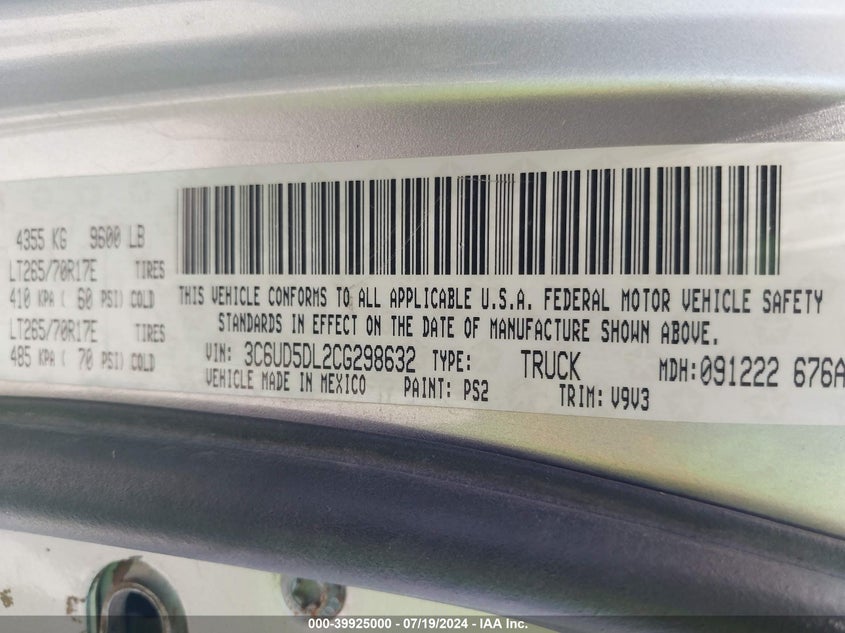 4355 KG 9600 LB
LT265/70R17E TIRES
410 KPA ( 60 PSI) COLD
LT265/70R17E TIRES
485 KPA ( 70 PSI) COLD
THIS VEHICLE CONFORMS TO ALL APPLICABLE U.S.A. FEDERAL MOTOR VEHICLE SAFETY
STANDARDS IN EFFECT ON THE DATE OF MANUFACTURE SHOWN ABOVE.
VIN: 3C6UD5DL2CG298632 TYPE: TRUCK MDH: 091222 676A
VEHICLE MADE IN MEXICO PAINT: PS2 TRIM: V9V3
000-39925000 - 07/19/2024 - IAA Inc.